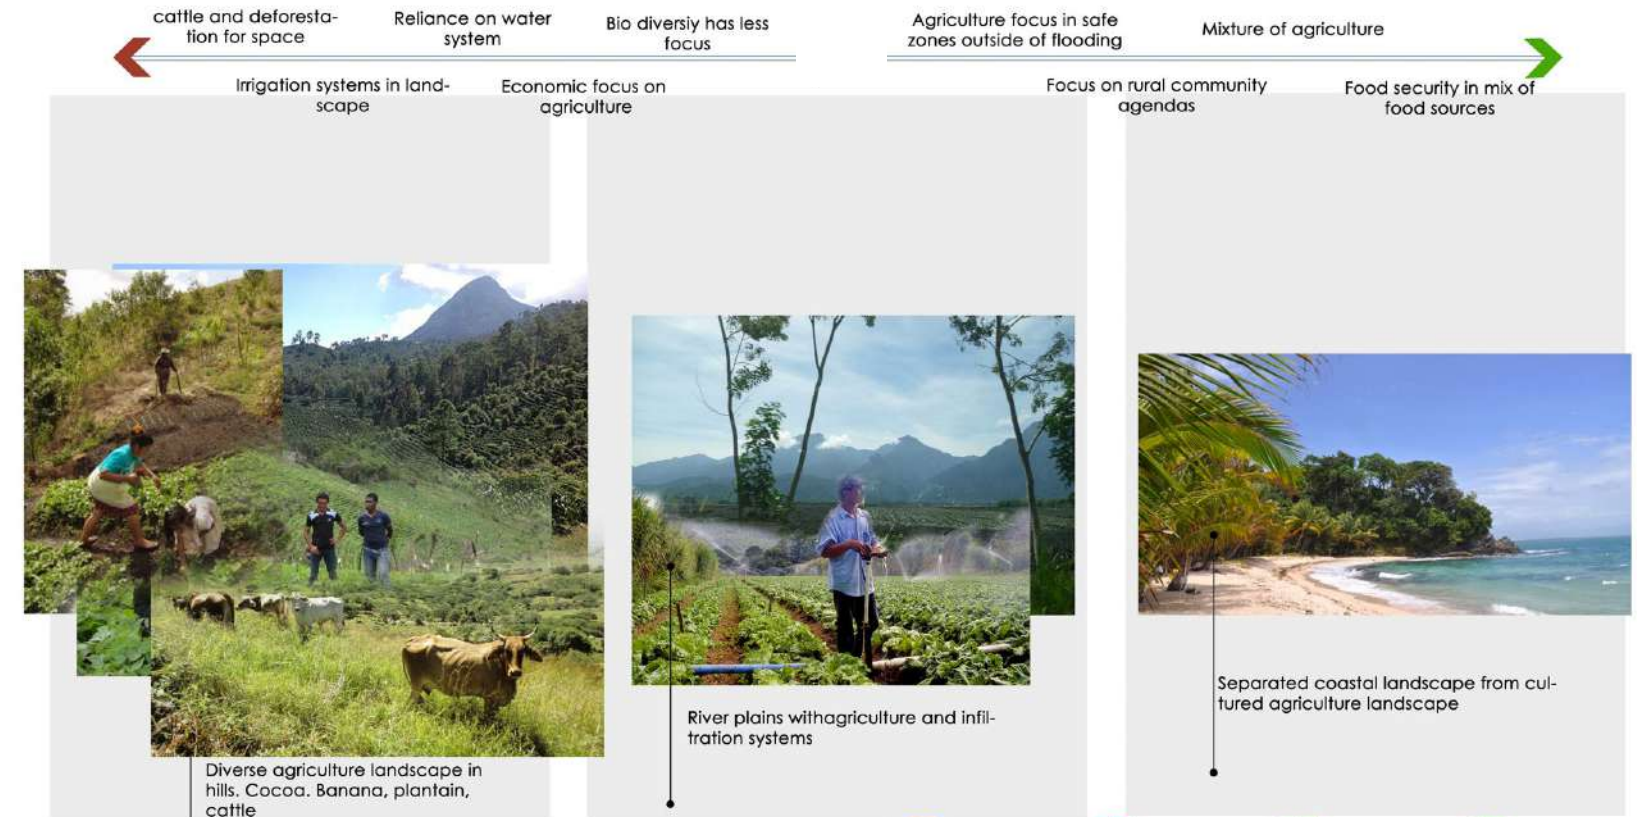 cattle and deforesta-
tion for space
Reliance on water
system
Bio diversiy has less
focus
Agriculture focus in safe
zones outside of flooding
Mixture of agriculture
Irrigation systems in land-
scape
Economic focus on
agriculture
Focus on rural community
agendas
Food security in mix of
food sources
Separated coastal landscape from cul-
tured agriculture landscape
River plains withagriculture and infil-
tration systems
Diverse agriculture landscape in
hills. Cocoa. Banana, plantain,
cattle